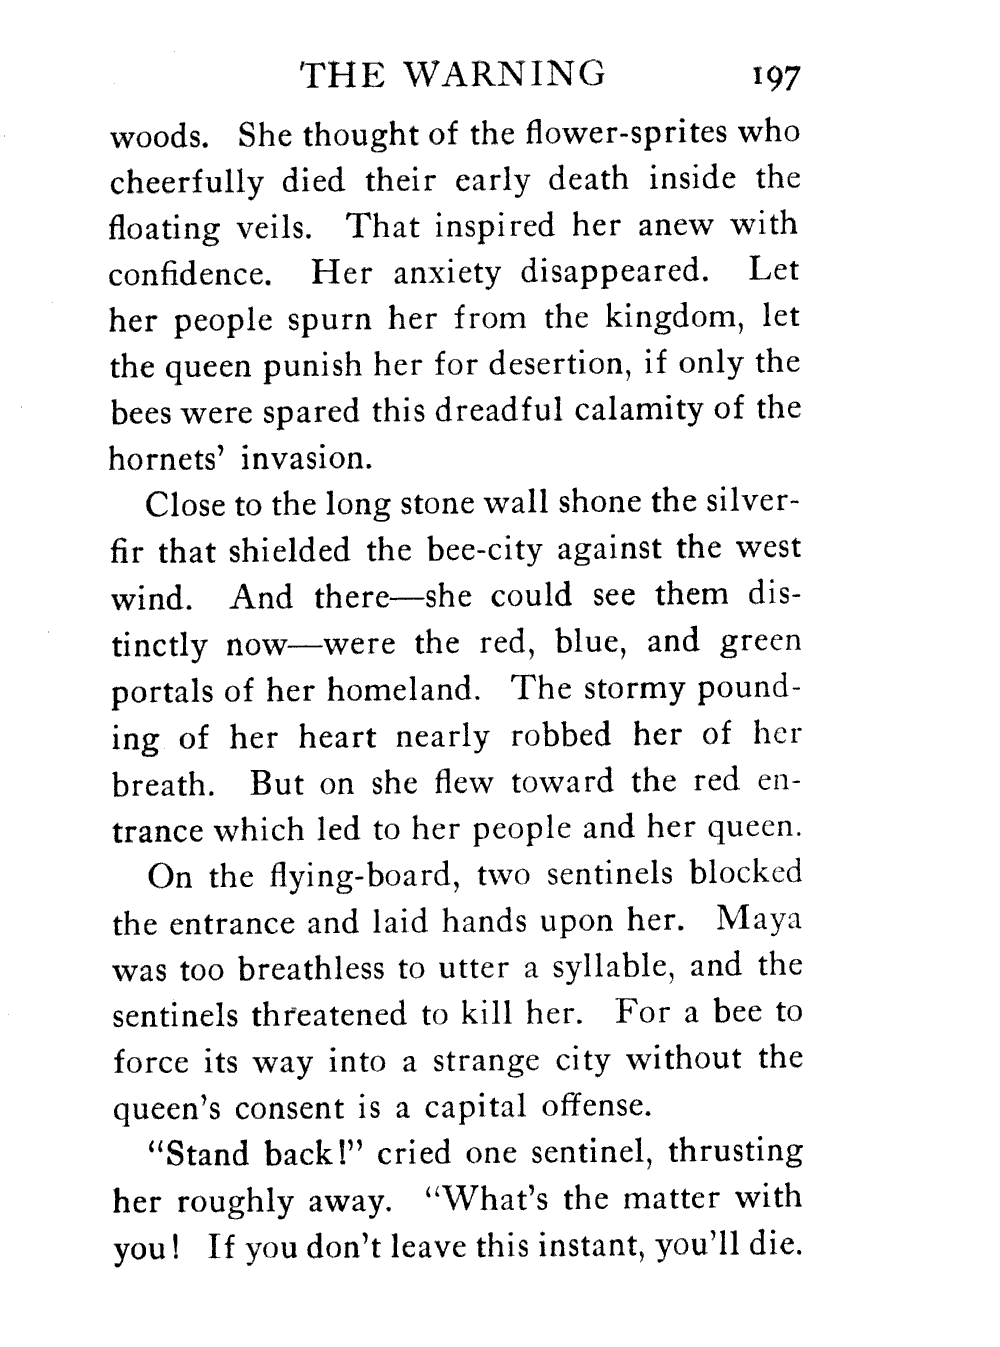 THE WARNING 197
woods. She thought of the flower-sprites who
cheerfully died their early death inside the
floating veils. That inspired her anew with
confidence. Her anxiety disappeared. Let
her people spurn her from the kingdom, let
the queen punish her for desertion, if only the
bees were spared this dreadful calamity of the
hornets’ invasion.
Close to the long stone wall shone the silver-
fir that shielded the bee-city against the west
wind. And there—she could see them dis-
tinctly now—were the red, blue, and green
portals of her homeland. The stormy pound-
ing of her heart nearly robbed her of her
breath. But on she flew toward the red en-
trance which led to her people and her queen.
On the flying-board, two sentinels blocked
the entrance and laid hands upon her. Maya
was too breathless to utter a syllable, and the
sentinels threatened to kill her. For a bee to
force its way into a strange city without the
queen’s consent is a capital offense.
“Stand back!” cried one sentinel, thrusting
her roughly away. “What’s the matter with
you! If you don’t leave this instant, you’ll die.